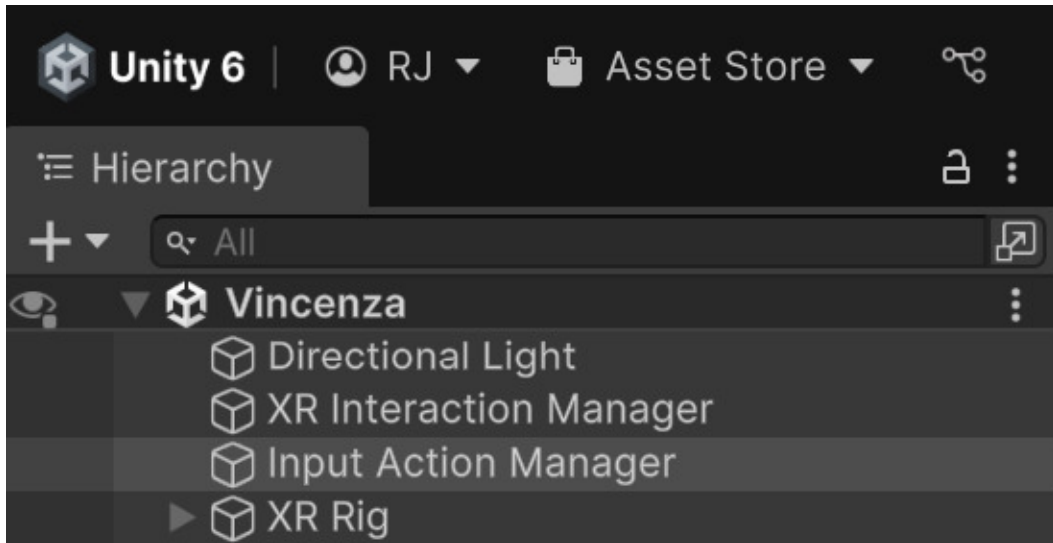 Unity 6 RJ Asset Store
Hierarchy
All
Vincenza
Directional Light
XR Interaction Manager
Input Action Manager
XR Rig